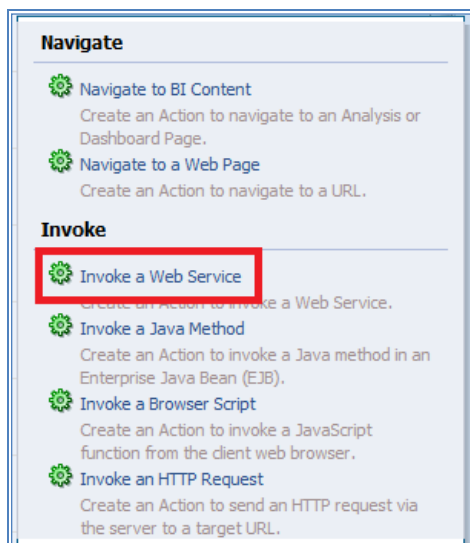 Navigate
Navigate to BI Content
Create an Action to navigate to an Analysis or
Dashboard Page.
Navigate to a Web Page
Create an Action to navigate to a URL.
Invoke
Invoke a Web Service
Create an Action to invoke a Web Service.
Invoke a Java Method
Create an Action to invoke a Java method in an
Enterprise Java Bean (EJB).
Invoke a Browser Script
Create an Action to invoke a JavaScript
function from the client web browser.
Invoke an HTTP Request
Create an Action to send an HTTP request via
the server to a target URL.